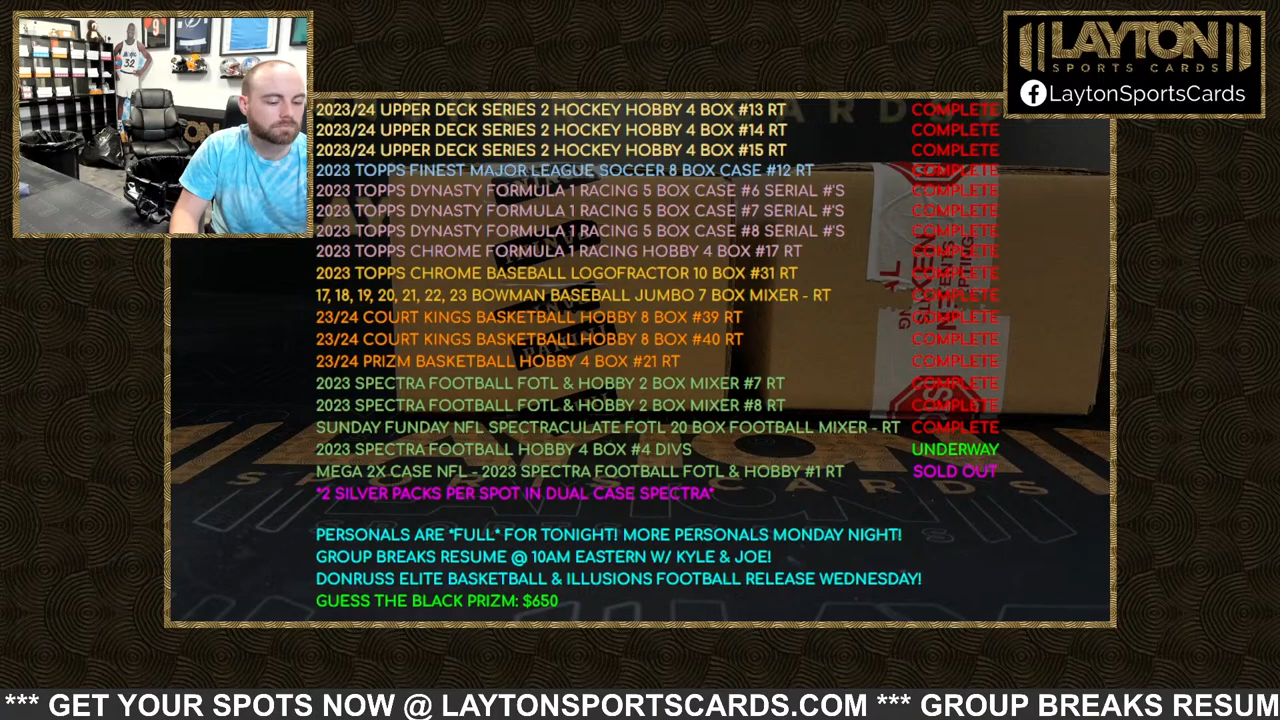 LAYTON
SPORTS CARDS
LaytonSportsCards
2023/24 UPPER DECK SERIES 2 HOCKEY HOBBY 4 BOX #13 RT COMPLETE
2023/24 UPPER DECK SERIES 2 HOCKEY HOBBY 4 BOX #14 RT COMPLETE
2023/24 UPPER DECK SERIES 2 HOCKEY HOBBY 4 BOX #15 RT COMPLETE
2023 TOPPS FINEST MAJOR LEAGUE SOCCER 8 BOX CASE #12 RT COMPLETE
2023 TOPPS DYNASTY FORMULA 1 RACING 5 BOX CASE #6 SERIAL #'S COMPLETE
2023 TOPPS DYNASTY FORMULA 1 RACING 5 BOX CASE #7 SERIAL #'S COMPLETE
2023 TOPPS DYNASTY FORMULA 1 RACING 5 BOX CASE #8 SERIAL #'S COMPLETE
2023 TOPPS CHROME FORMULA 1 RACING HOBBY 4 BOX #17 RT COMPLETE
2023 TOPPS CHROME BASEBALL LOGOFRACTOR 10 BOX #31 RT COMPLETE
17, 18, 19, 20, 21, 22, 23 BOWMAN BASEBALL JUMBO 7 BOX MIXER - RT COMPLETE
23/24 COURT KINGS BASKETBALL HOBBY 8 BOX #39 RT COMPLETE
23/24 COURT KINGS BASKETBALL HOBBY 8 BOX #40 RT COMPLETE
23/24 PRIZM BASKETBALL HOBBY 4 BOX #21 RT COMPLETE
2023 SPECTRA FOOTBALL FOTL & HOBBY 2 BOX MIXER #7 RT COMPLETE
2023 SPECTRA FOOTBALL FOTL & HOBBY 2 BOX MIXER #8 RT COMPLETE
SUNDAY FUNDAY NFL SPECTRACULATE FOTL 20 BOX FOOTBALL MIXER - RT COMPLETE
2023 SPECTRA FOOTBALL HOBBY 4 BOX #4 DIVS UNDERWAY
MEGA 2X CASE NFL - 2023 SPECTRA FOOTBALL FOTL & HOBBY #1 RT SOLD OUT
*2 SILVER PACKS PER SPOT IN DUAL CASE SPECTRA*
PERSONALS ARE *FULL* FOR TONIGHT! MORE PERSONALS MONDAY NIGHT!
GROUP BREAKS RESUME @ 10AM EASTERN W/ KYLE & JOE!
DONRUSS ELITE BASKETBALL & ILLUSIONS FOOTBALL RELEASE WEDNESDAY!
GUESS THE BLACK PRIZM: $650
*** GET YOUR SPOTS NOW @ LAYTONSPORTSCARDS.COM *** GROUP BREAKS RESUM